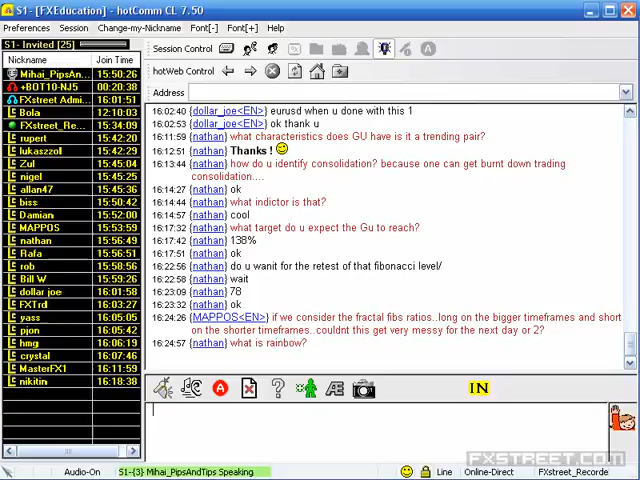 S1- [FXEducation] - hotComm CL 7.50
Preferences Session Change-my-Nickname Font[-] Font[+] Help
S1- Invited [25]
Nickname Join Time
Mihai_PipsAn... 15:50:26
+BOT10-NJ5 00:20:38
FXstreet Admi... 16:01:51
Bola 12:10:03
FXstreet_Re... 15:34:09
rupert 15:42:20
lukasszzol 15:42:29
Zul 15:45:04
nigel 15:45:35
allan47 15:45:36
biss 15:45:42
Damian 15:52:00
MAPPOS 15:53:59
nathan 15:56:49
Rafa 15:56:51
rob 15:58:56
Bill W 15:59:26
dollar joe 16:01:42
FXTrd 16:03:27
yass 16:05:05
pjon 16:05:42
hmg 16:06:19
crystal 16:07:46
MasterFX1 16:11:59
nikitin 16:18:38
Session Control
hotWeb Control
Address
16:02:40 {dollar_joe<EN>} eurusd when u done with this 1
16:02:53 {dollar_joe<EN>} ok thank u
16:11:59 {nathan} what characteristics does GU have is it a trending pair?
16:12:51 Thanks !
16:13:44 {nathan} how do u identify consolidation? because one can get burnt down trading
consolidation....
16:14:27 {nathan} ok
16:14:44 {nathan} what indictor is that?
16:14:57 {nathan} cool
16:17:32 {nathan} what target do u expect the Gu to reach?
16:17:42 {nathan} 138%
16:17:51 {nathan} ok
16:22:56 {nathan} do u wanit for the retest of that fibonacci level/
16:22:58 {nathan} wait
16:23:09 {nathan} 78
16:23:32 {nathan} ok
16:24:26 {MAPPOS<EN>} if we consider the fractal fibs ratios..long on the bigger timeframes and short
on the shorter timeframes..couldnt this get very messy for the next day or 2?
16:24:57 {nathan} what is rainbow?
IN
FXSTREET.COM
Audio-On S1-{3} Mihai_PipsAndTips Speaking Line Online-Direct FXstreet_Recorde